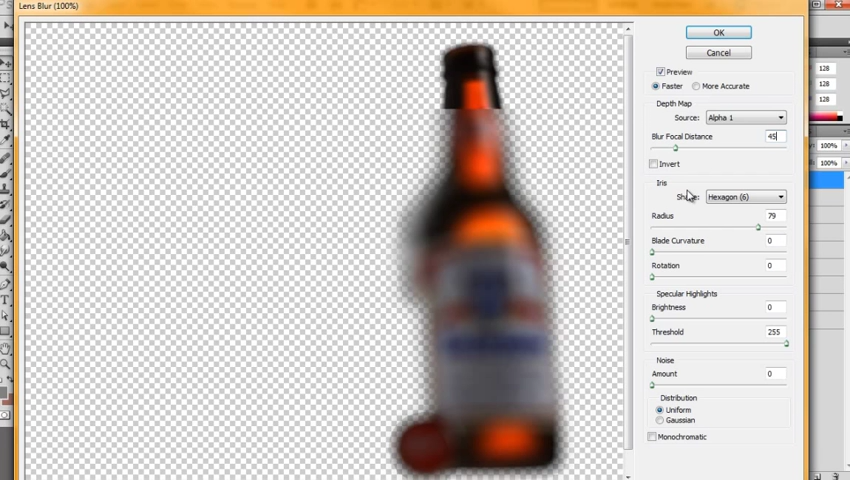 Lens Blur (100%)
OK
Cancel
Preview
Faster
More Accurate
Depth Map
Source:
Alpha 1
Blur Focal Distance
45
Invert
Iris
Hexagon (6)
Radius
79
Blade Curvature
0
Rotation
0
Specular Highlights
Brightness
0
Threshold
255
Noise
Amount
0
Distribution
Uniform
Gaussian
Monochromatic
128
128
128
100%
100%